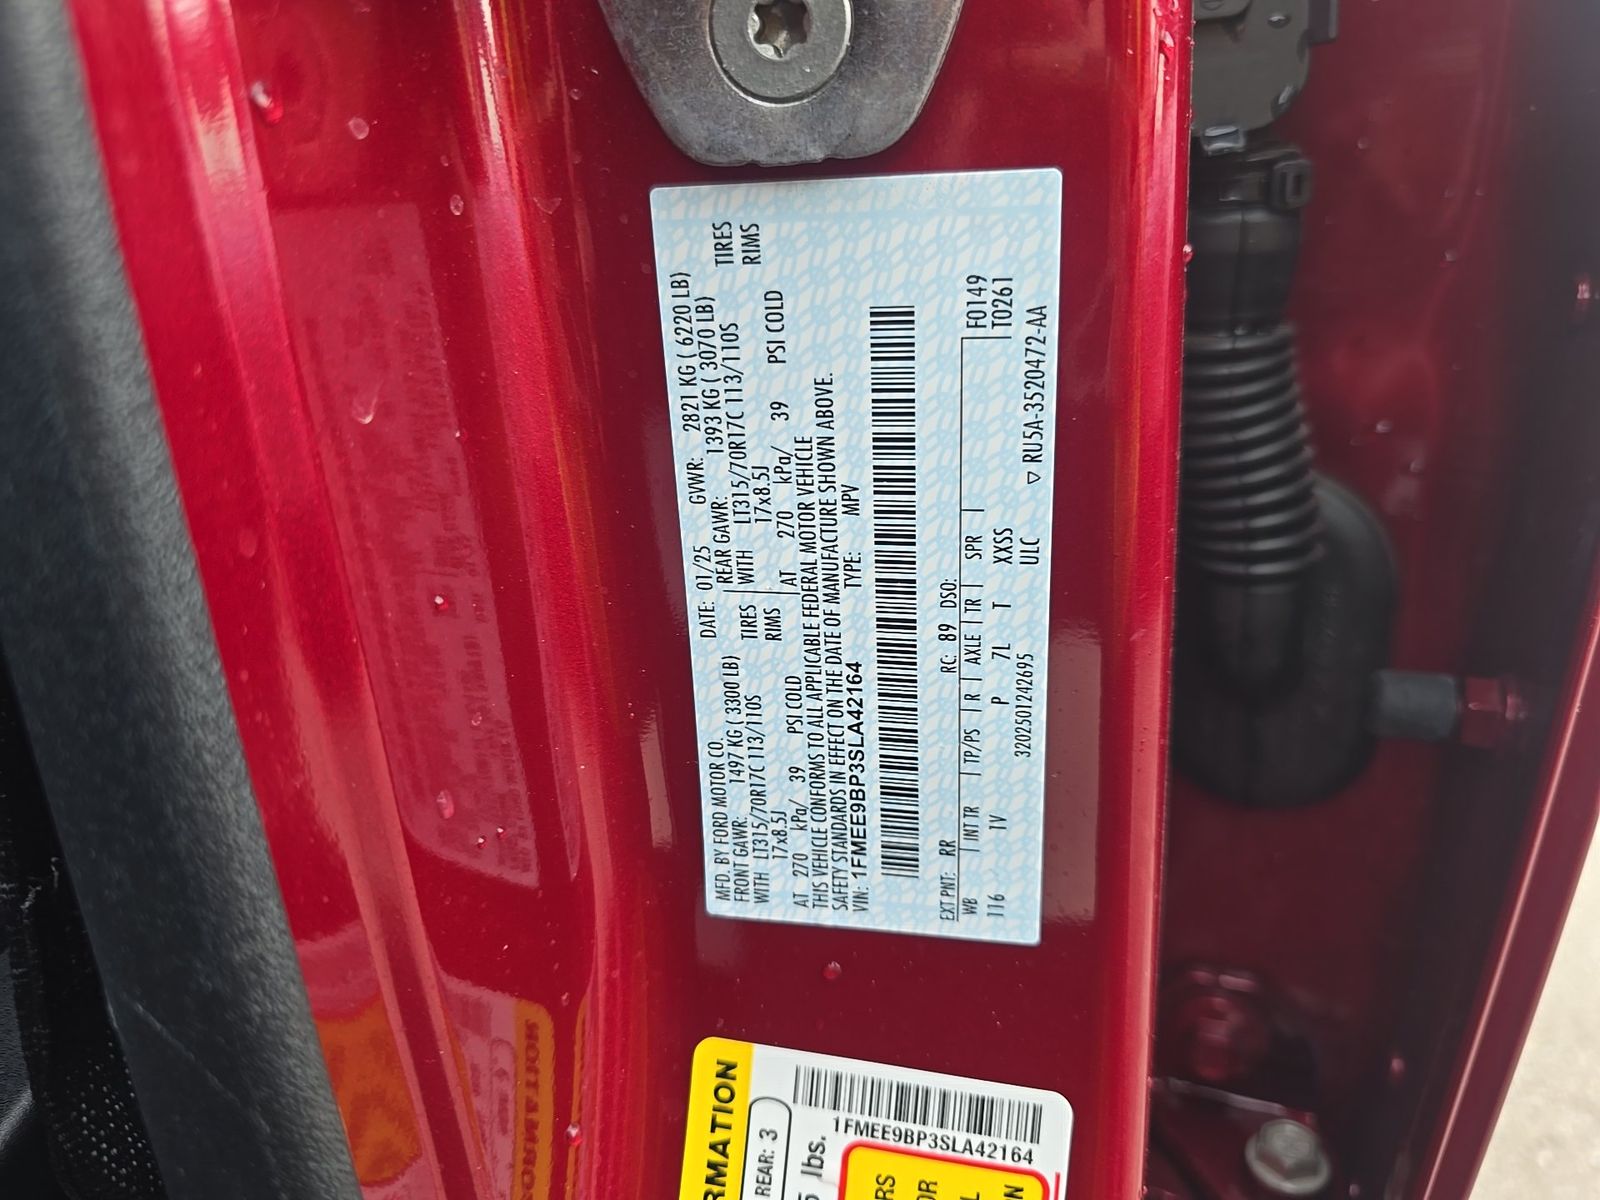 MFD. BY FORD MOTOR CO.
DATE: 01/25 GVWR: 2821 KG ( 6220 LB)
FRONT GAWR: 1497 KG ( 3300 LB)
REAR GAWR: 1393 KG ( 3070 LB)
WITH LT315/70R17C 113/110S TIRES
WITH LT315/70R17C 113/110S TIRES
17x8.5J RIMS
17x8.5J RIMS
AT 270 kPa/ 39 PSI COLD
AT 270 kPa/ 39 PSI COLD
THIS VEHICLE CONFORMS TO ALL APPLICABLE FEDERAL MOTOR VEHICLE
SAFETY STANDARDS IN EFFECT ON THE DATE OF MANUFACTURE SHOWN ABOVE.
VIN: 1FMEE9BP3SLA42164 TYPE: MPV
EXT PNT: RR RC: 89 DSO:
F0149
WB INT TR TP/PS R AXLE TR SPR
T0261
116 1V P 7L T XXSS
3202501242695 ULC ▽ RU5A-3520472-AA
RMATION
REAR: 3
1FMEE9BP3SLA42164
lbs.